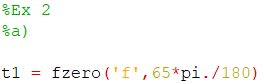 %Ex 2
%a)
t1 = fzero('f',65*pi./180)